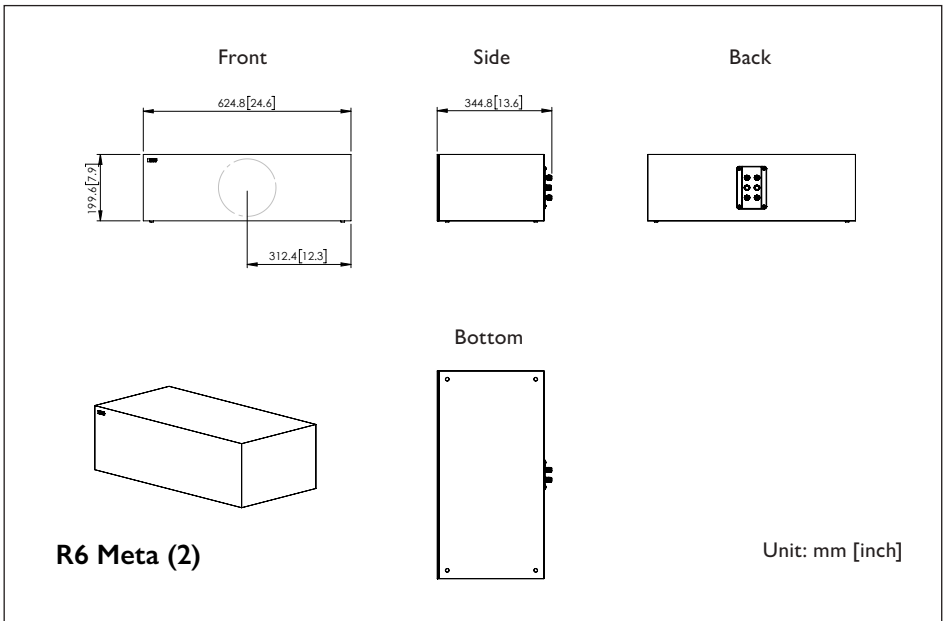 Front
Side
Back
624.8[24.6]
344.8[13.6]
199.6[7.9]
312.4[12.3]
Bottom
R6 Meta (2)
Unit: mm [inch]